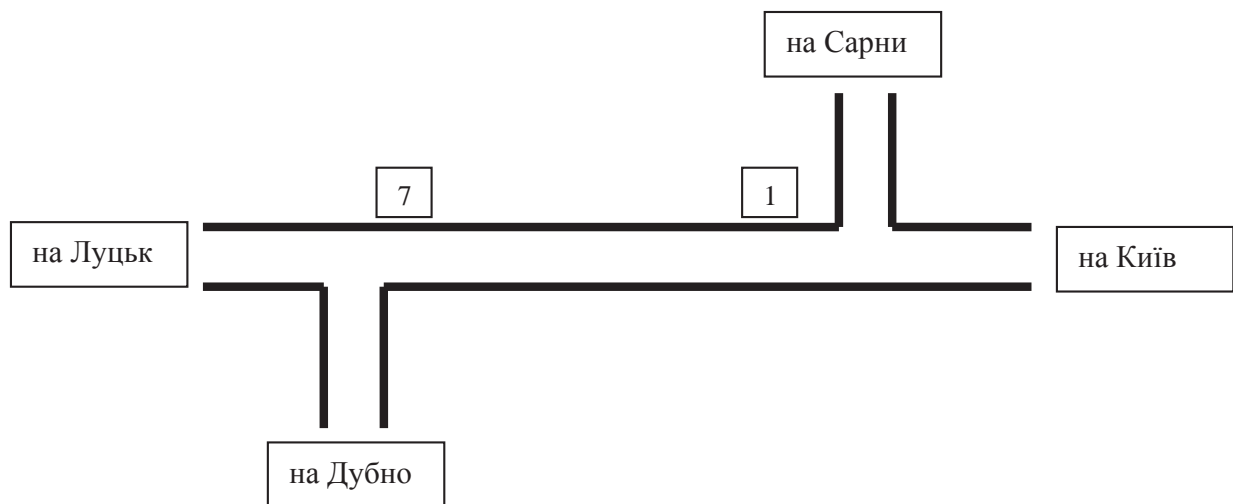 на Сарни
7
1
на Луцьк
на Київ
на Дубно